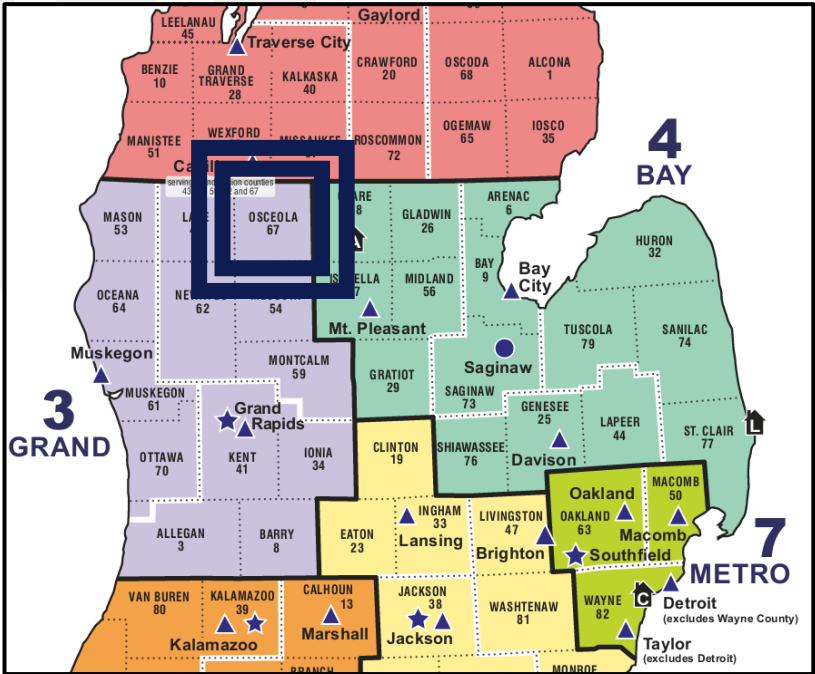 Gaylord
LEELANAU
45
Traverse City
BENZIE
10
GRAND
TRAVERSE
28
KALKASKA
40
CRAWFORD
20
OSCODA
68
ALCONA
1
MANISTEE
51
WEXFORD
ROSCOMMON
72
OGEMAW
65
IOSCO
35
4
BAY
MASON
53
OSCEOLA
67
GLADWIN
26
ARENAC
6
HURON
32
OCEANA
64
62
54
MIDLAND
56
BAY
9
Bay
City
Mt. Pleasant
TUSCOLA
79
SANILAC
74
Muskegon
MONTCALM
59
Saginaw
GRATIOT
29
SAGINAW
73
MUSKEGON
61
3
GRAND
Grand
Rapids
KENT
41
IONIA
34
OTTAWA
70
CLINTON
19
SHIAWASSEE
76
GENESEE
25
Davison
LAPEER
44
ST. CLAIR
77
L
ALLEGAN
3
BARRY
8
EATON
23
INGHAM
33
Lansing
LIVINGSTON
47
Brighton
Oakland
OAKLAND
63
Southfield
MACOMB
50
Macomb
7
METRO
VAN BUREN
80
KALAMAZOO
39
Kalamazoo
CALHOUN
13
Marshall
JACKSON
38
Jackson
WASHTENAW
81
WAYNE
82
C
Detroit
(excludes Wayne County)
Taylor
(excludes Detroit)
BRANCH
MONROE